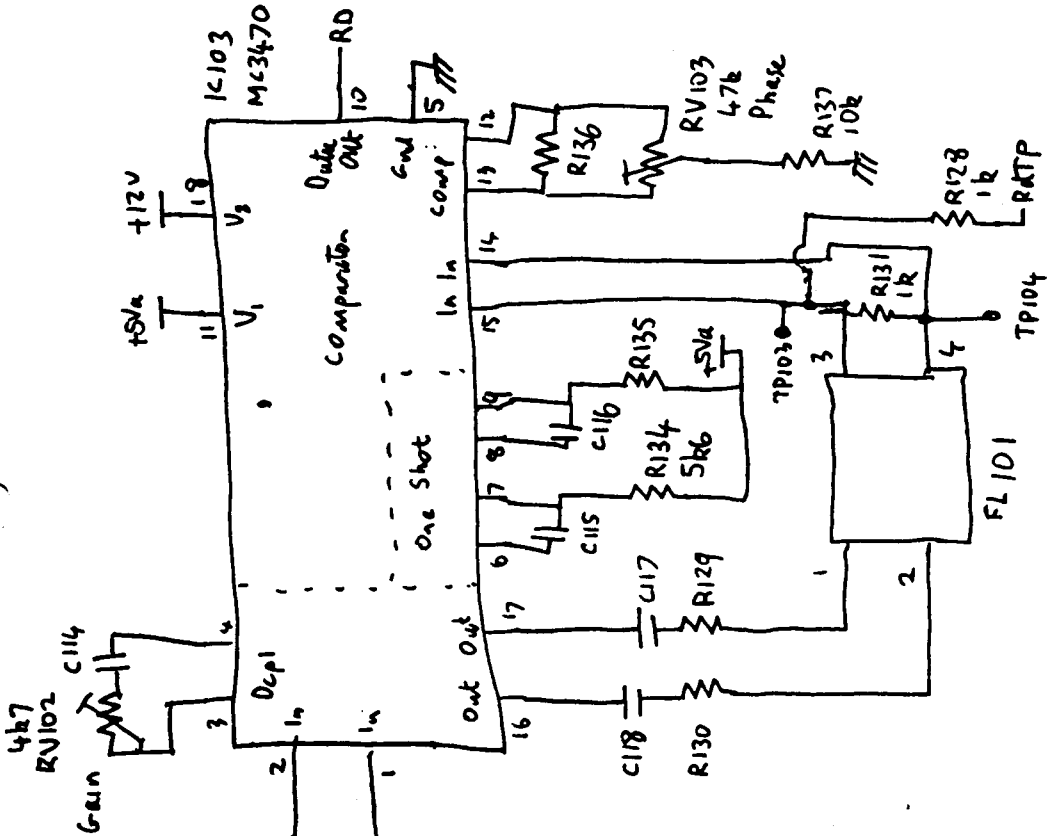 IC103
MC3470
+12V
+5Va
18
V2
11
V1
10
RD
Data
Out
Gnd
5
Comparator
Comp
12
13
R136
RV103
47k
Phase
R137
10k
In
In
14
15
R128
1k
RdTP
R131
1k
TP103
TP104
3
4
FL101
1
2
One Shot
9
8
7
6
C116
R135
+5Va
R134
5k6
C115
C117
R129
C118
R130
Out
17
Out
16
Dcpl
4
3
C114
4k7
RV102
Gain
In
2
In
1